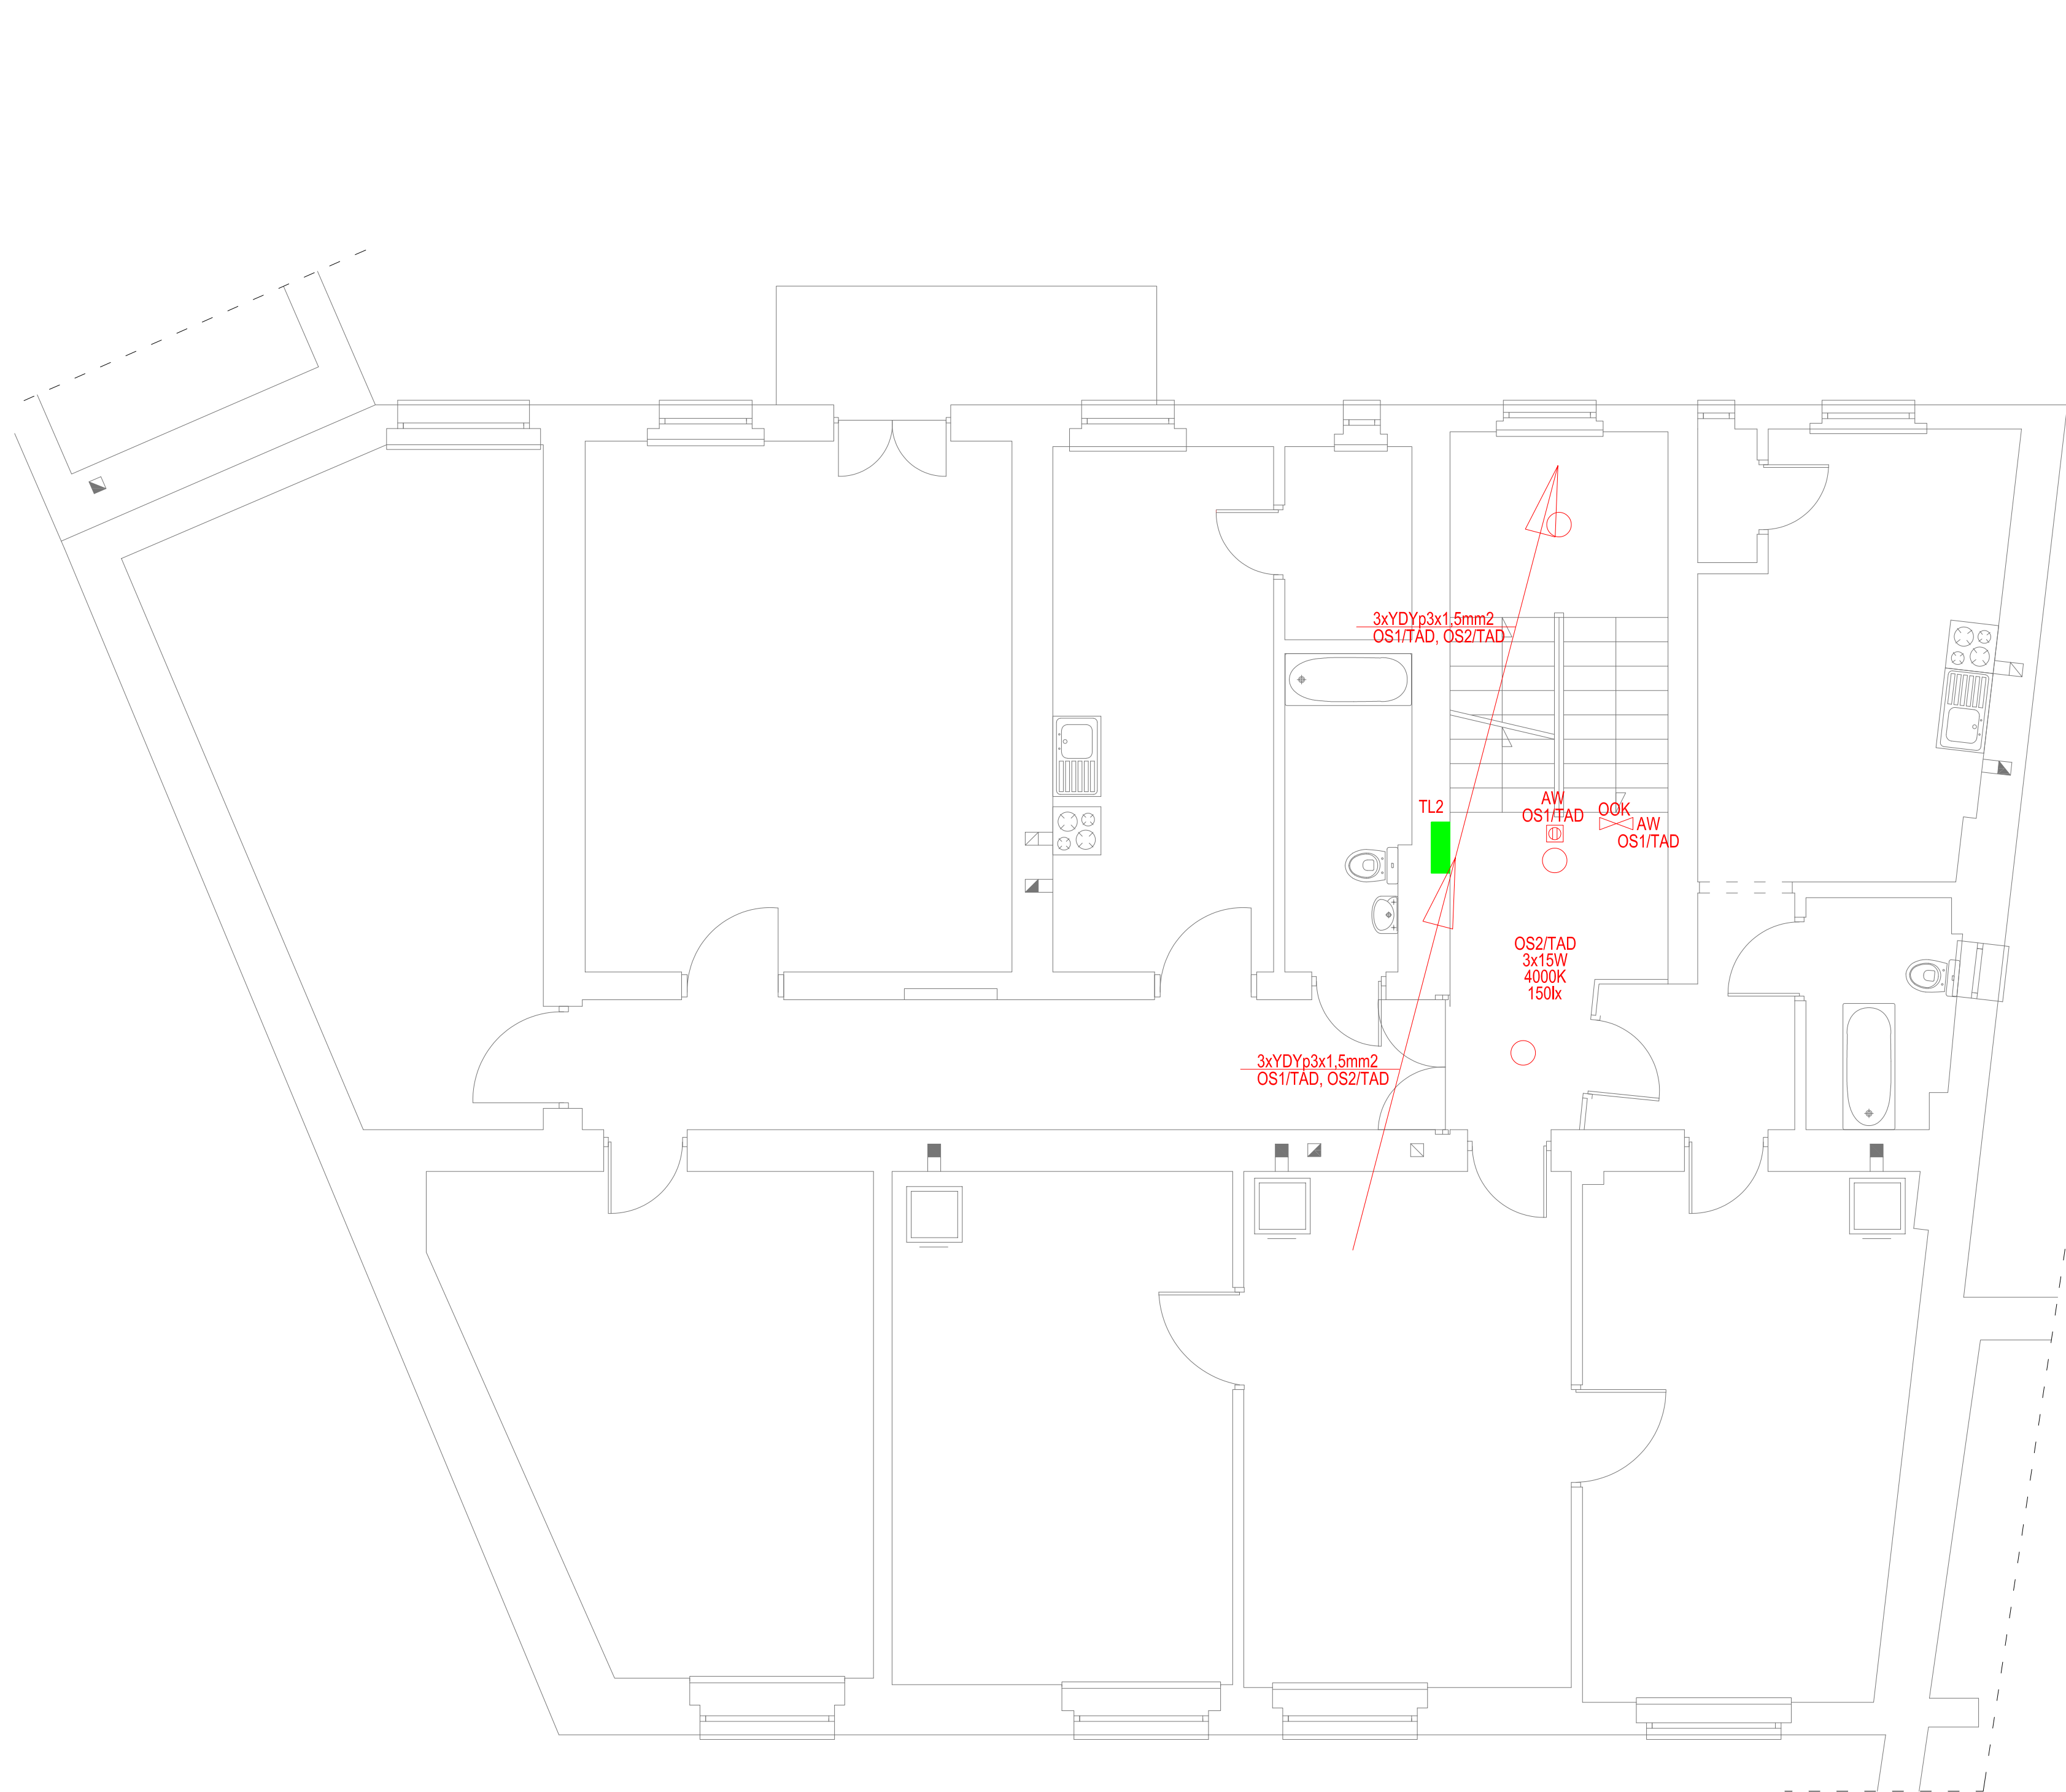 3xYDYp3x1,5mm2
OS1/TAD, OS2/TAD
TL2
AW
OS1/TAD
OOK
AW
OS1/TAD
OS2/TAD
3x15W
4000K
150lx
3xYDYp3x1,5mm2
OS1/TAD, OS2/TAD